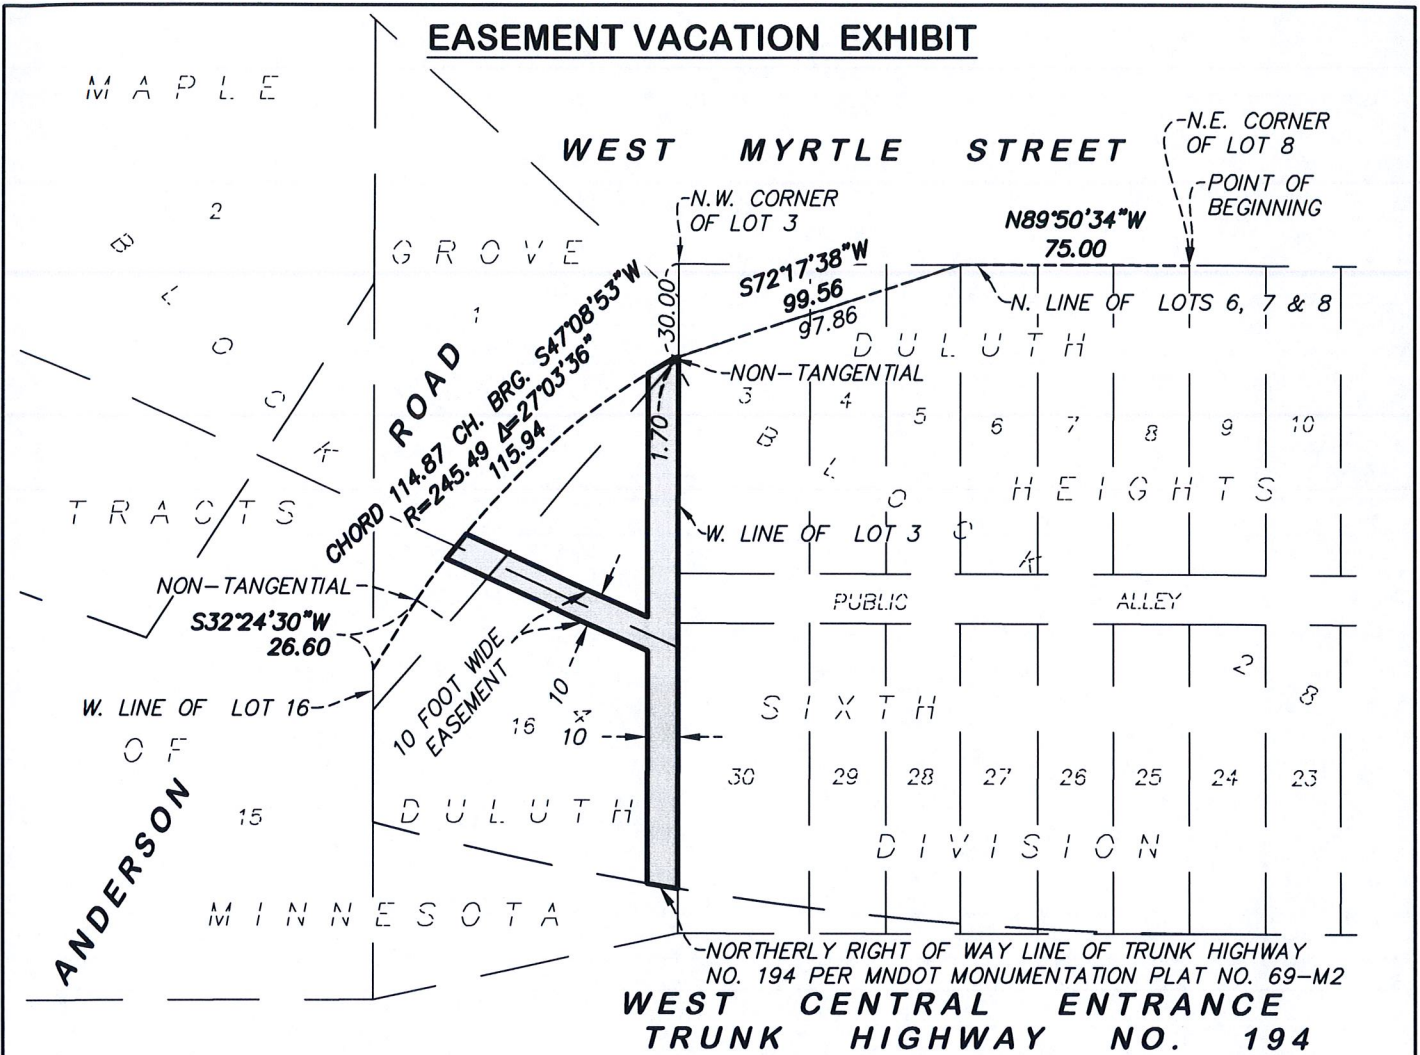 EASEMENT VACATION EXHIBIT
MAPLE
WEST MYRTLE STREET
N.E. CORNER
OF LOT 8
POINT OF
BEGINNING
N.W. CORNER
OF LOT 3
N89°50'34"W
75.00
2
BLOCK
GROVE
1
S72°17'38"W
99.56
97.86
30.00
N. LINE OF LOTS 6, 7 & 8
DULUTH
ROAD
CHORD 114.87 CH. BRG. S47°08'53"W
R=245.49 Δ=27°03'36"
115.94
NON-TANGENTIAL
1.70
3
4
5
6
7
8
9
10
BLOCK
HEIGHTS
TRACTS
W. LINE OF LOT 3
NON-TANGENTIAL
S32°24'30"W
26.60
PUBLIC ALLEY
10 FOOT WIDE
EASEMENT
10
W. LINE OF LOT 16
16
10
28
SIXTH
OF
30
29
28
27
26
25
24
23
ANDERSON
15
DULUTH
DIVISION
MINNESOTA
NORTHERLY RIGHT OF WAY LINE OF TRUNK HIGHWAY
NO. 194 PER MNDOT MONUMENTATION PLAT NO. 69-M2
WEST CENTRAL ENTRANCE
TRUNK HIGHWAY NO. 194